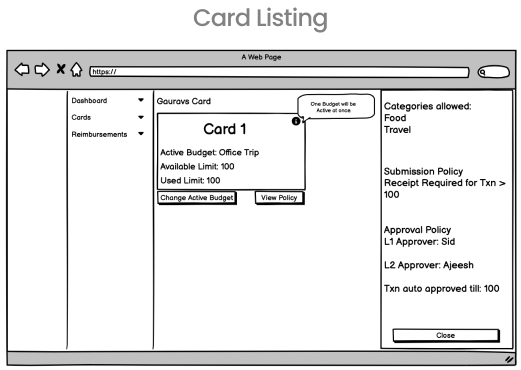 Card Listing
A Web Page
https://
Dashboard
Cards
Reimbursements
Gauravs Card
One Budget will be
Active at once
Card 1
Active Budget: Office Trip
Available Limit: 100
Used Limit: 100
Change Active Budget
View Policy
Categories allowed:
Food
Travel
Submission Policy
Receipt Required for Txn >
100
Approval Policy
L1 Approver: Sid
L2 Approver: Ajeesh
Txn auto approved till: 100
Close